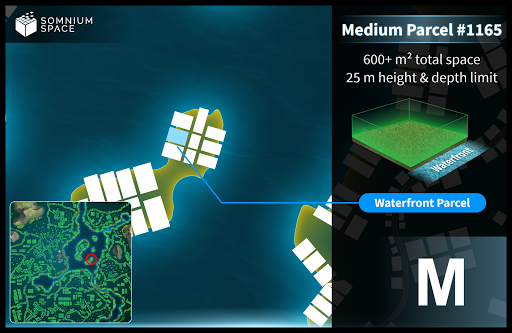 SOMNIUM
SPACE
Medium Parcel #1165
600+ m² total space
25 m height & depth limit
Waterfront
Waterfront Parcel
M